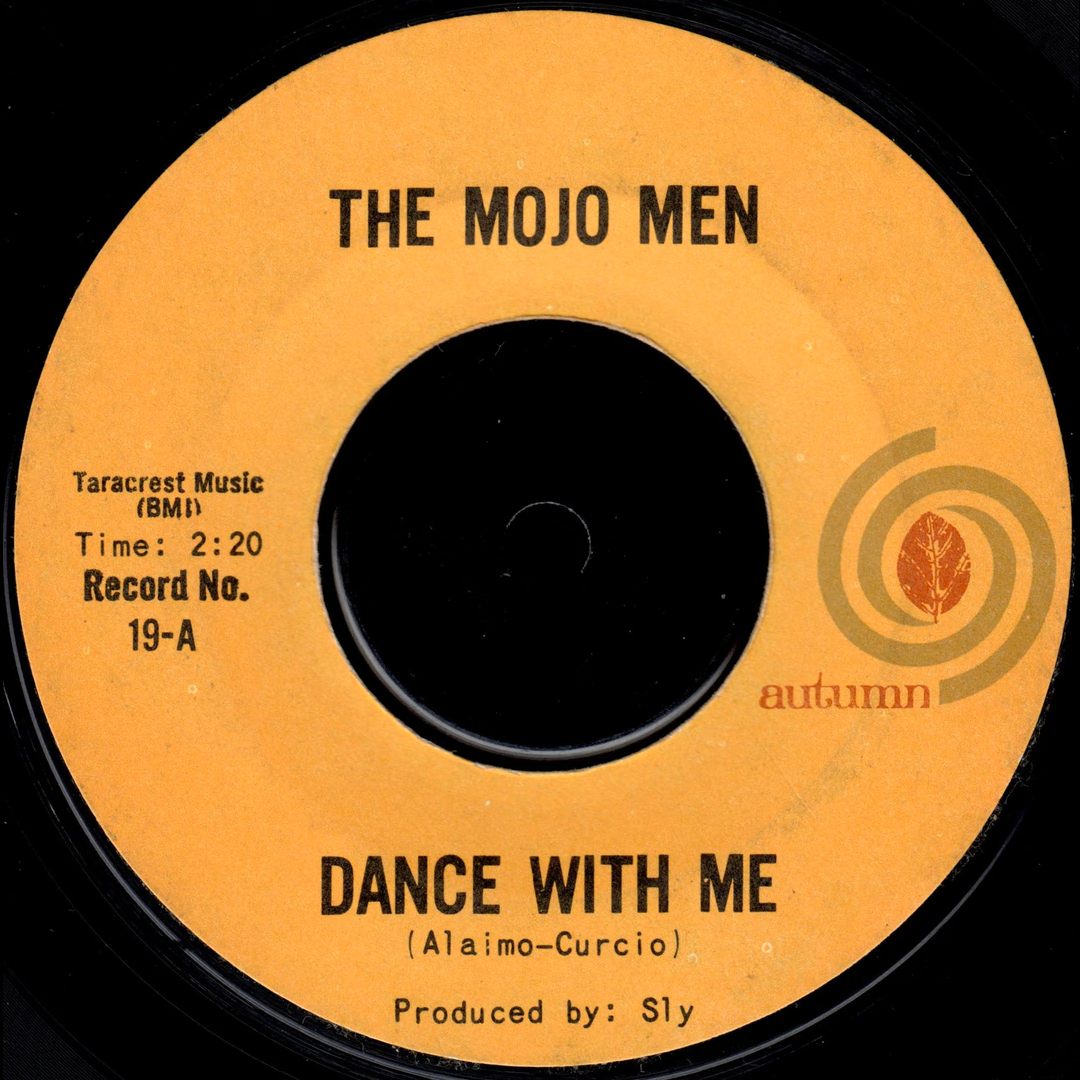 THE MOJO MEN
Taracrest Music
(BMI)
Time: 2:20
Record No.
19-A
autumn
DANCE WITH ME
(Alaimo-Curcio)
Produced by: Sly